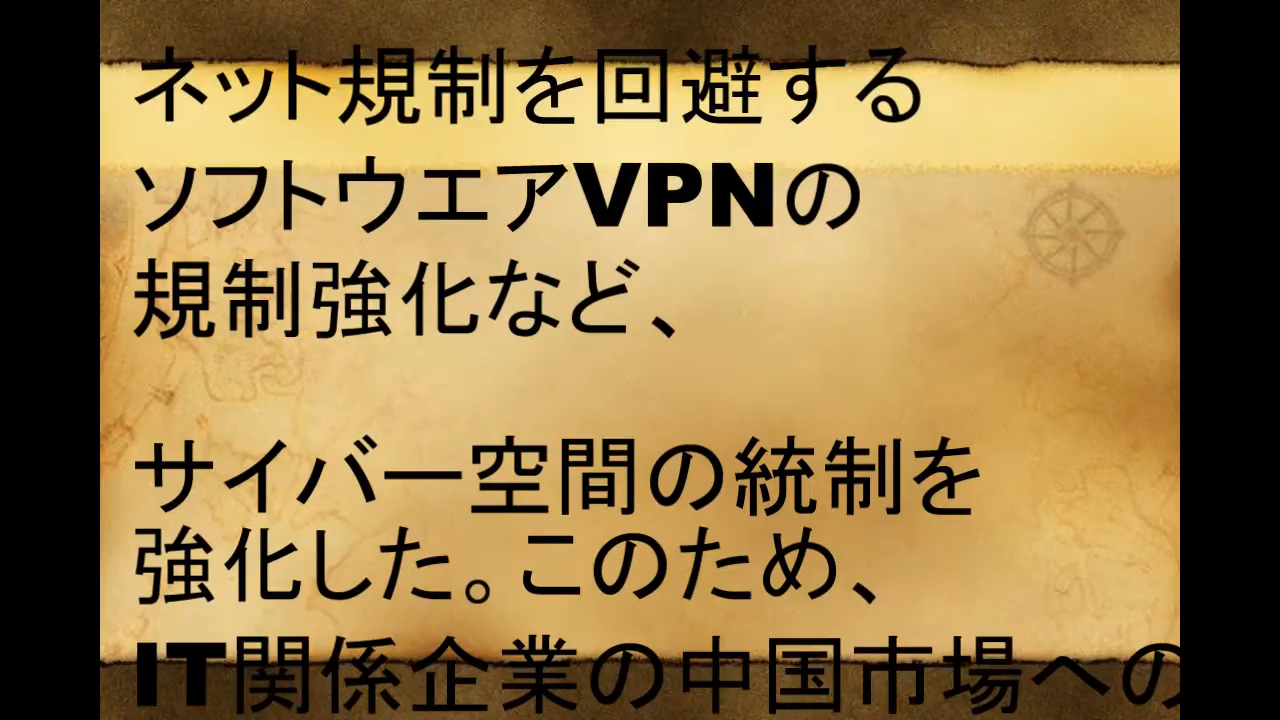 ネット規制を回避する
ソフトウエアVPNの
規制強化など、
サイバー空間の統制を
強化した。このため、
IT関係企業の中国市場への